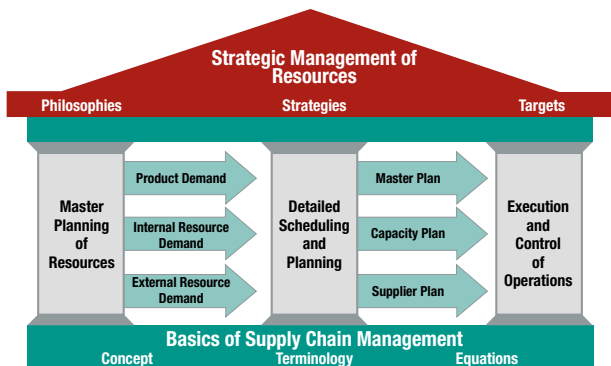 Strategic Management of
Resources
Philosophies Strategies Targets
Master
Planning
of
Resources
Product Demand
Internal Resource
Demand
External Resource
Demand
Detailed
Scheduling
and
Planning
Master Plan
Capacity Plan
Supplier Plan
Execution
and
Control
of
Operations
Basics of Supply Chain Management
Concept Terminology Equations